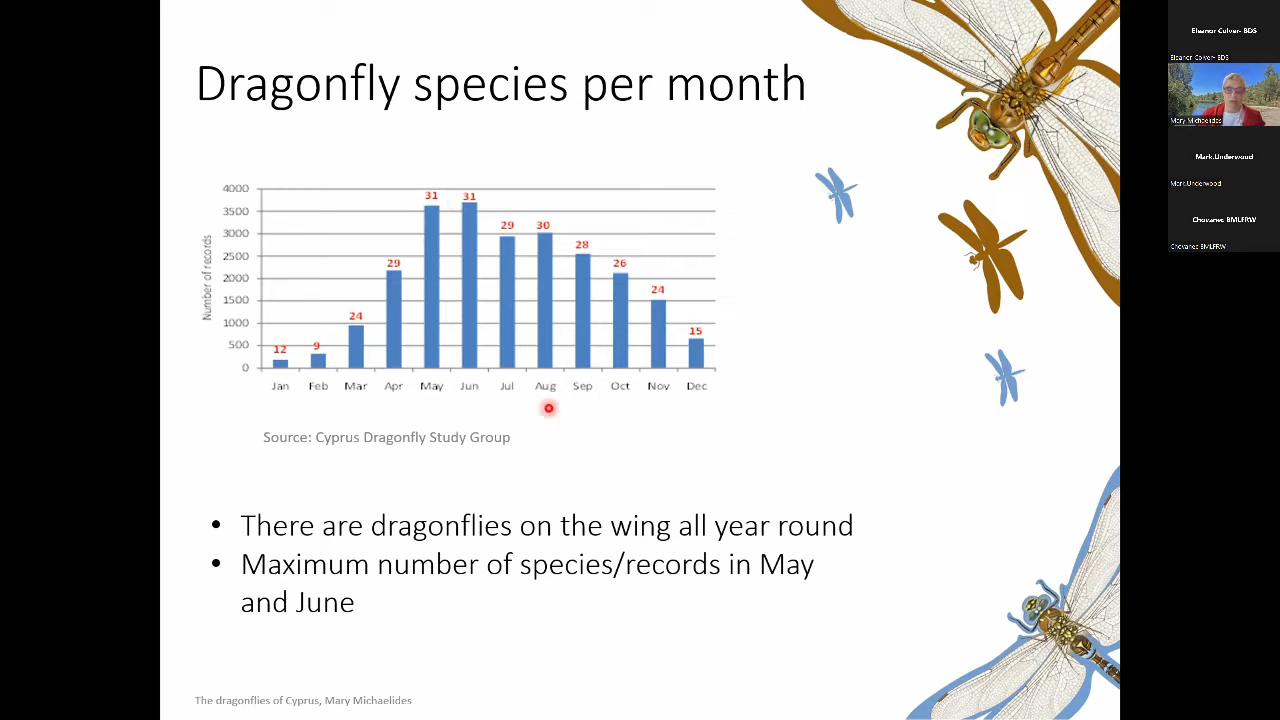 Dragonfly species per month
4000
3500
3000
2500
2000
1500
1000
500
0
Number of records
12
9
24
29
31
31
29
30
28
26
24
15
Jan Feb Mar Apr May Jun Jul Aug Sep Oct Nov Dec
Source: Cyprus Dragonfly Study Group
• There are dragonflies on the wing all year round
• Maximum number of species/records in May
and June
The dragonflies of Cyprus, Mary Michaelides
Eleanor Culver- BDS
Eleanor Culver- BDS
Mary Michaelides
Mark.Underwood
Mark.Underwood
Chovanec BMLFRW
Chovanec BMLFRW